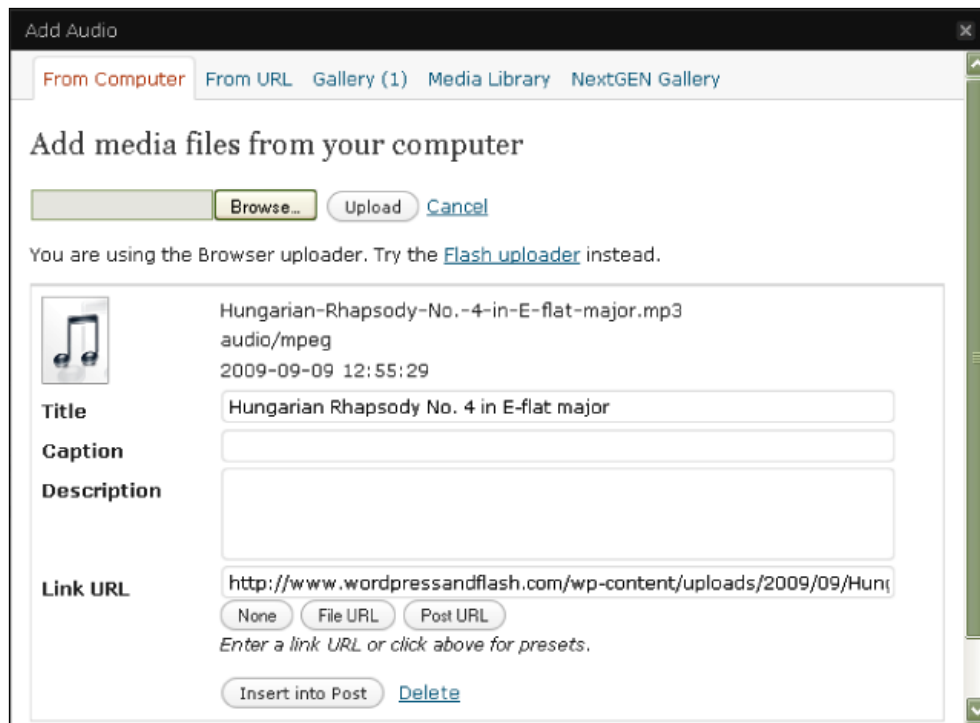 Add Audio
From Computer From URL Gallery (1) Media Library NextGEN Gallery
Add media files from your computer
Browse... Upload Cancel
You are using the Browser uploader. Try the Flash uploader instead.
Hungarian-Rhapsody-No.-4-in-E-flat-major.mp3
audio/mpeg
2009-09-09 12:55:29
Title Hungarian Rhapsody No. 4 in E-flat major
Caption
Description
Link URL http://www.wordpressandflash.com/wp-content/uploads/2009/09/Hung
None File URL Post URL
Enter a link URL or click above for presets.
Insert into Post Delete